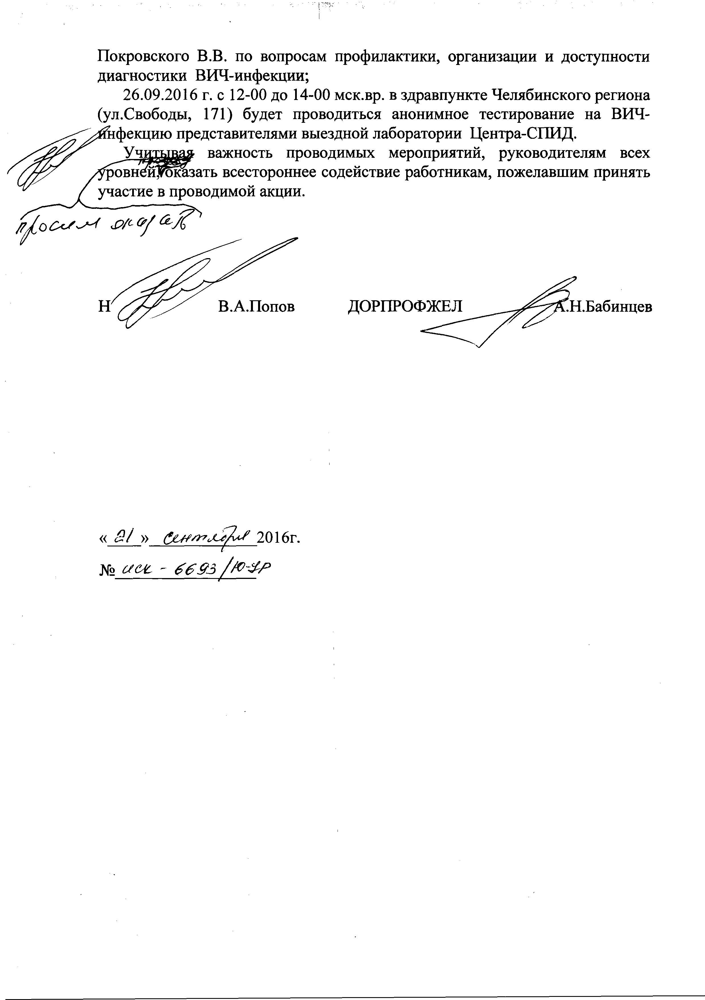 Покровского В.В. по вопросам профилактики, организации и доступности
диагностики ВИЧ-инфекции;
26.09.2016 г. с 12-00 до 14-00 мск.вр. в здравпункте Челябинского региона
(ул.Свободы, 171) будет проводиться анонимное тестирование на ВИЧ-
инфекцию представителями выездной лаборатории Центра-СПИД.
Учитывая важность проводимых мероприятий, руководителям всех
уровней, оказать всестороннее содействие работникам, пожелавшим принять
участие в проводимой акции.
просим оказать
Н В.А.Попов ДОРПРОФЖЕЛ А.Н.Бабинцев
« 21 » сентября 2016г.
№ исх - 6693/Ю-УР